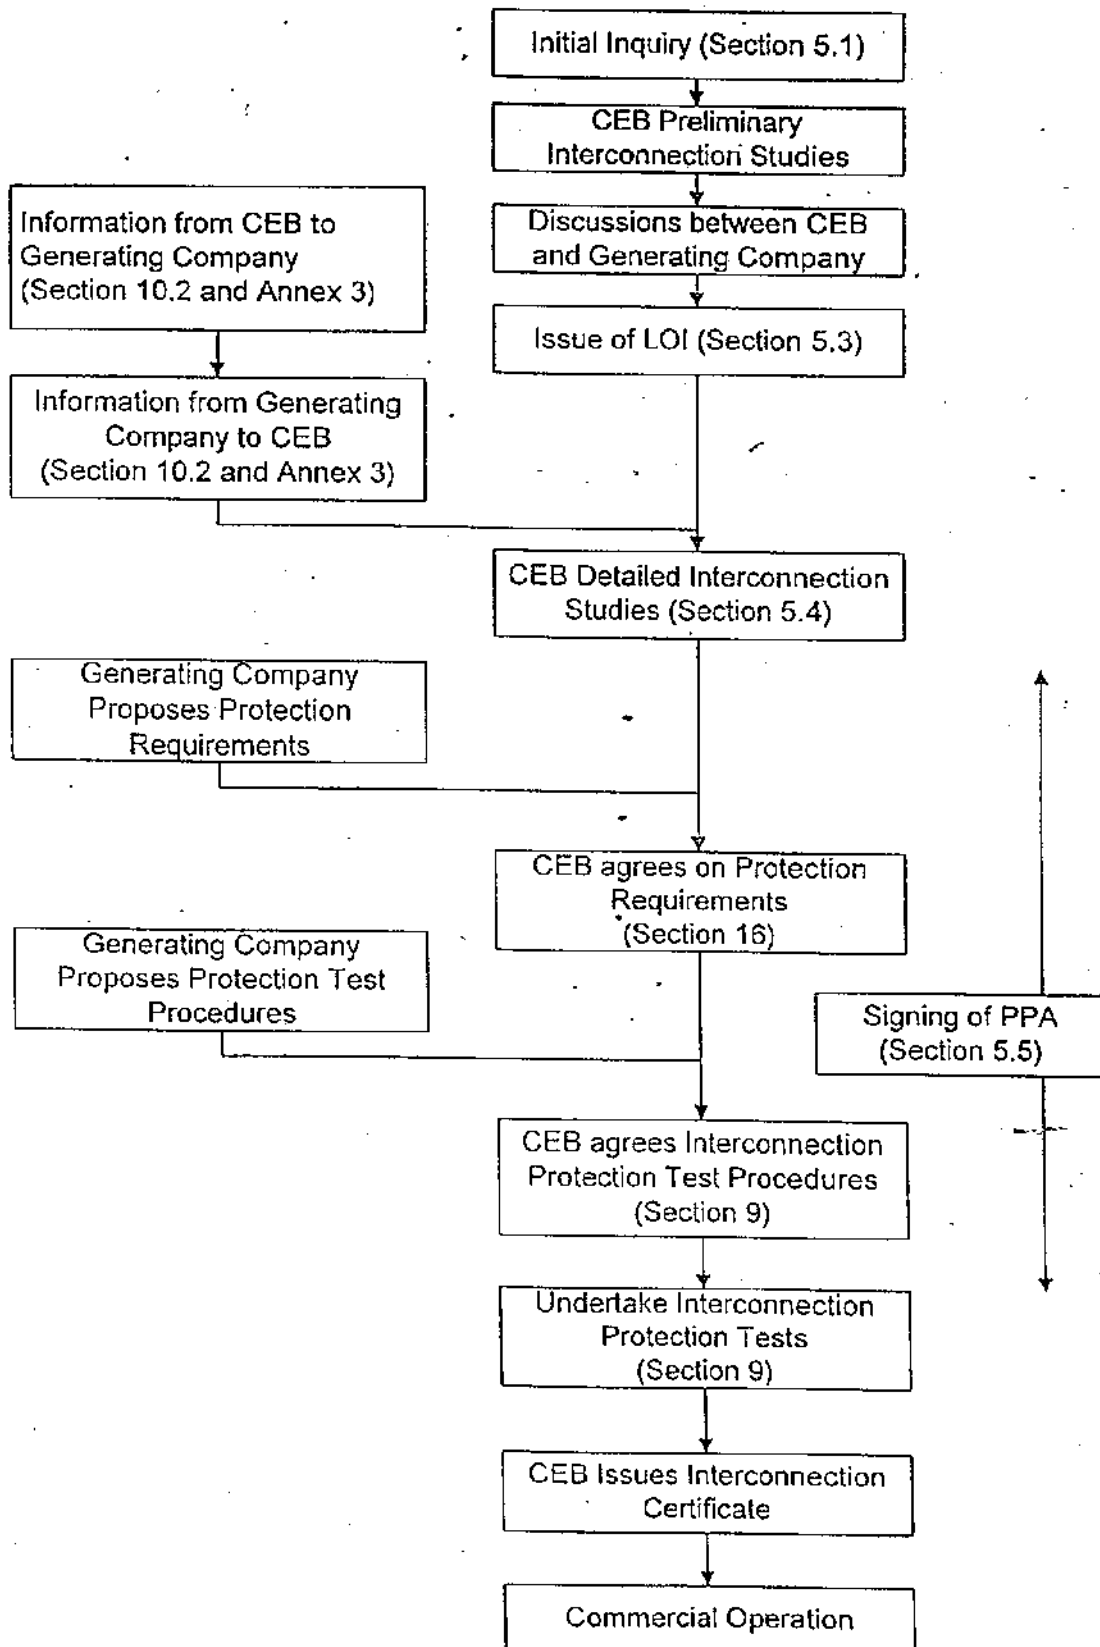 Initial Inquiry (Section 5.1)
CEB Preliminary
Interconnection Studies
Information from CEB to
Generating Company
(Section 10.2 and Annex 3)
Discussions between CEB
and Generating Company
Issue of LOI (Section 5.3)
Information from Generating
Company to CEB
(Section 10.2 and Annex 3)
CEB Detailed Interconnection
Studies (Section 5.4)
Generating Company
Proposes Protection
Requirements
CEB agrees on Protection
Requirements
(Section 16)
Generating Company
Proposes Protection Test
Procedures
Signing of PPA
(Section 5.5)
CEB agrees Interconnection
Protection Test Procedures
(Section 9)
Undertake Interconnection
Protection Tests
(Section 9)
CEB Issues Interconnection
Certificate
Commercial Operation